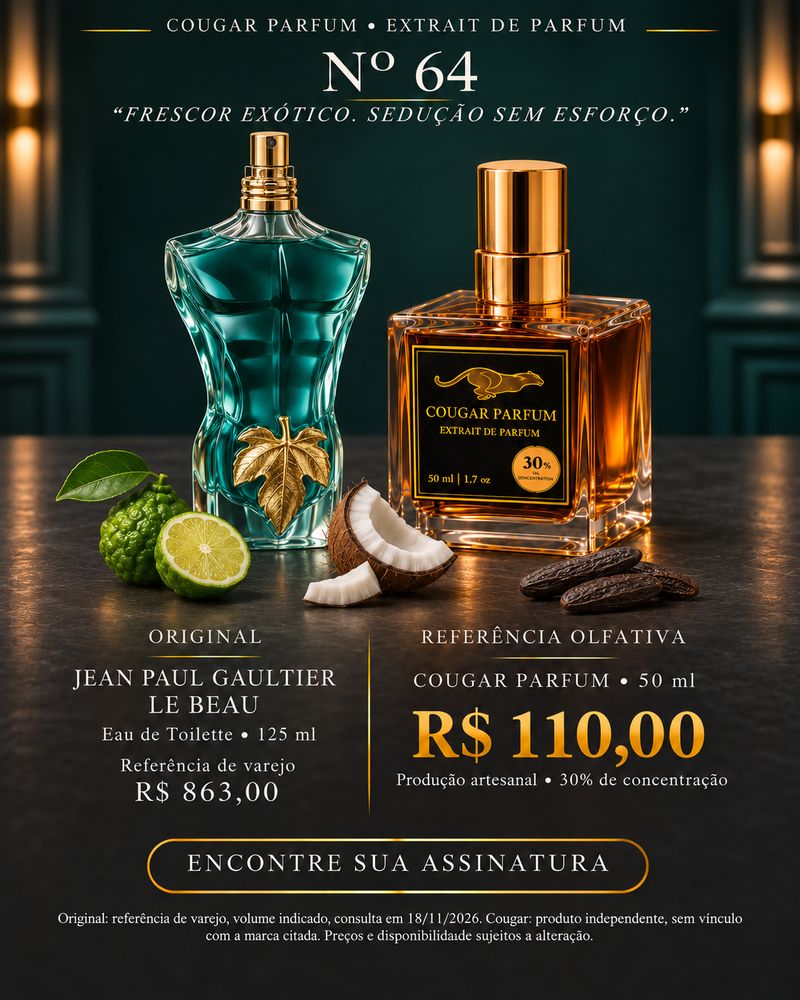 COUGAR PARFUM • EXTRAIT DE PARFUM
Nº 64
“FRESCOR EXÓTICO. SEDUÇÃO SEM ESFORÇO.”
COUGAR PARFUM
EXTRAIT DE PARFUM
30%
OIL
CONCENTRATION
50 ml | 1.7 oz
ORIGINAL
JEAN PAUL GAULTIER
LE BEAU
Eau de Toilette • 125 ml
Referência de varejo
R$ 863,00
REFERÊNCIA OLFATIVA
COUGAR PARFUM • 50 ml
R$ 110,00
Produção artesanal • 30% de concentração
ENCONTRE SUA ASSINATURA
Original: referência de varejo, volume indicado, consulta em 18/11/2026. Cougar: produto independente, sem vínculo
com a marca citada. Preços e disponibilidaıde sujeitos a alteração.